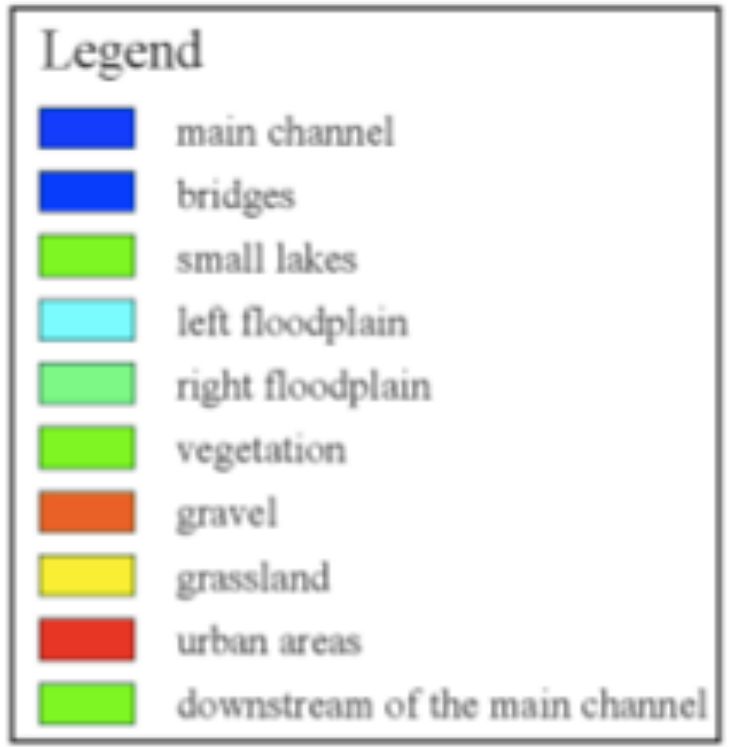 Legend
main channel
bridges
small lakes
left floodplain
right floodplain
vegetation
gravel
grassland
urban areas
downstream of the main channel